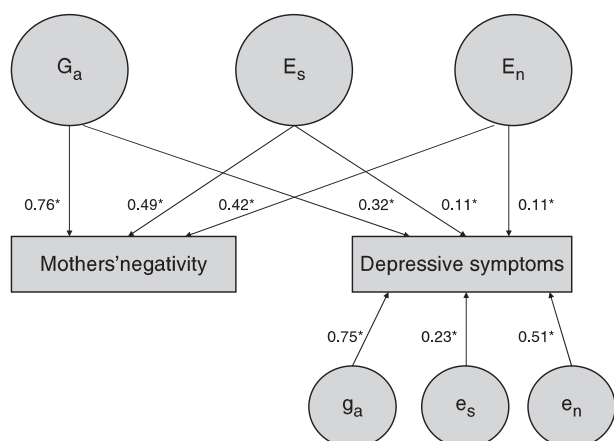 Ga Es En
0.76* 0.49* 0.42* 0.32* 0.11* 0.11*
Mothers'negativity Depressive symptoms
0.75* 0.23* 0.51*
ga es en